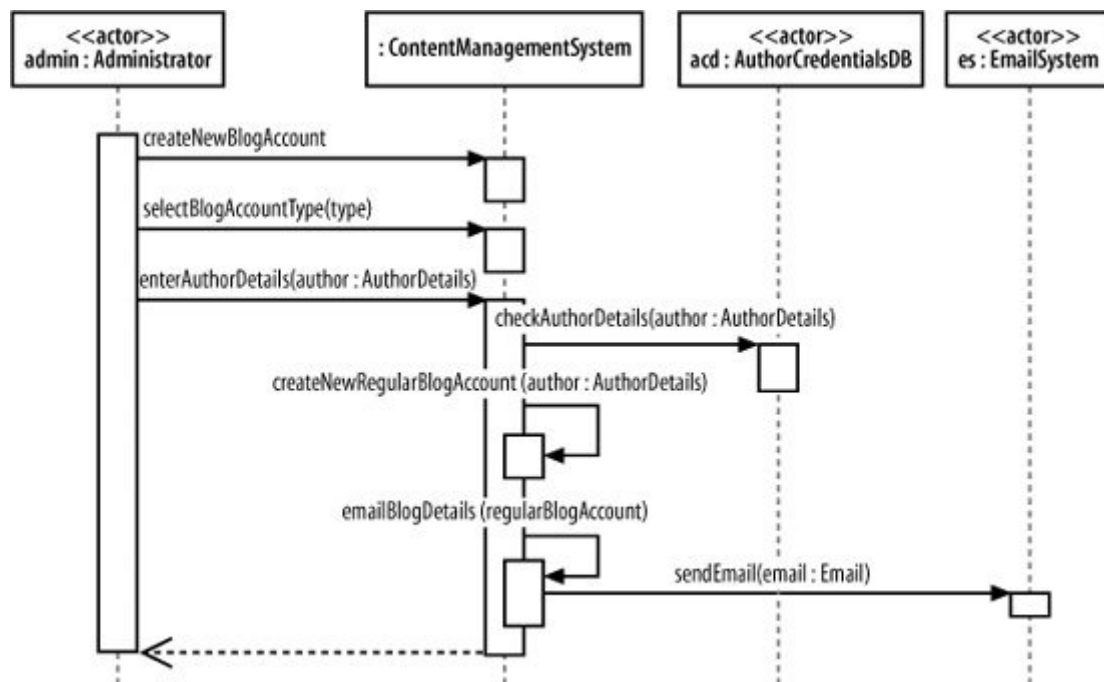 <<actor>>
admin : Administrator
: ContentManagementSystem
<<actor>>
acd : AuthorCredentialsDB
<<actor>>
es : EmailSystem
createNewBlogAccount
selectBlogAccountType(type)
enterAuthorDetails(author : AuthorDetails)
checkAuthorDetails(author : AuthorDetails)
createNewRegularBlogAccount (author : AuthorDetails)
emailBlogDetails (regularBlogAccount)
sendEmail(email : Email)